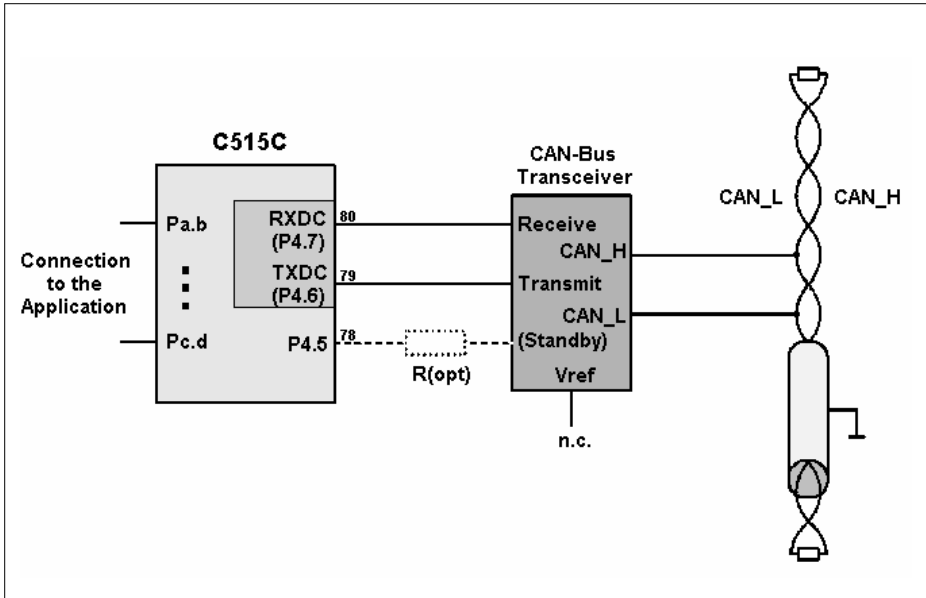 C515C
CAN-Bus
Transceiver
CAN_L
CAN_H
Pa.b
RXDC
(P4.7)
80
Receive
CAN_H
Connection
to the
Application
TXDC
(P4.6)
79
Transmit
CAN_L
Pc.d
P4.5
78
R(opt)
(Standby)
Vref
n.c.